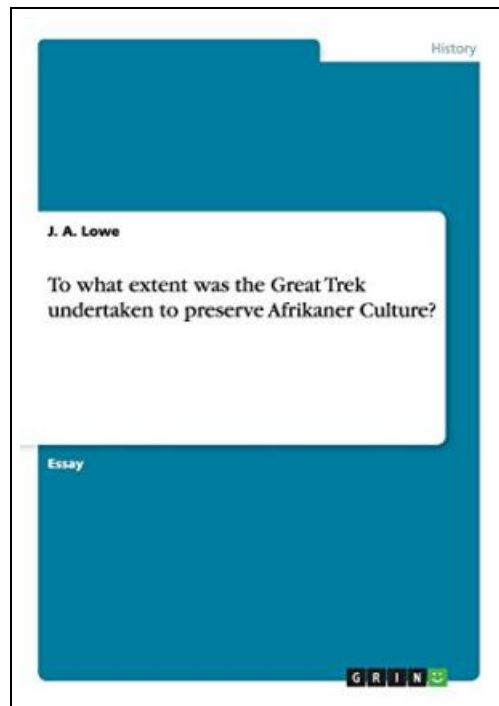 History
J. A. Lowe
To what extent was the Great Trek
undertaken to preserve Afrikaner Culture?
Essay
GRIN